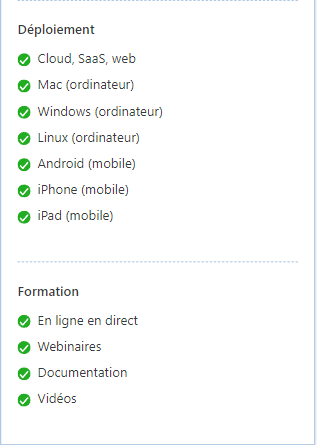 Déploiement
Cloud, SaaS, web
Mac (ordinateur)
Windows (ordinateur)
Linux (ordinateur)
Android (mobile)
iPhone (mobile)
iPad (mobile)
Formation
En ligne en direct
Webinaires
Documentation
Vidéos